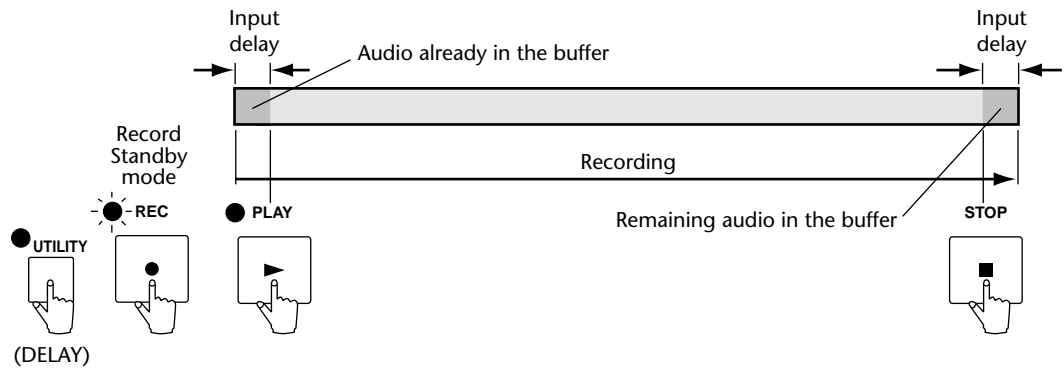 Input
delay
Audio already in the buffer
Input
delay
Record
Standby
mode
Recording
REC
PLAY
Remaining audio in the buffer
STOP
UTILITY
(DELAY)